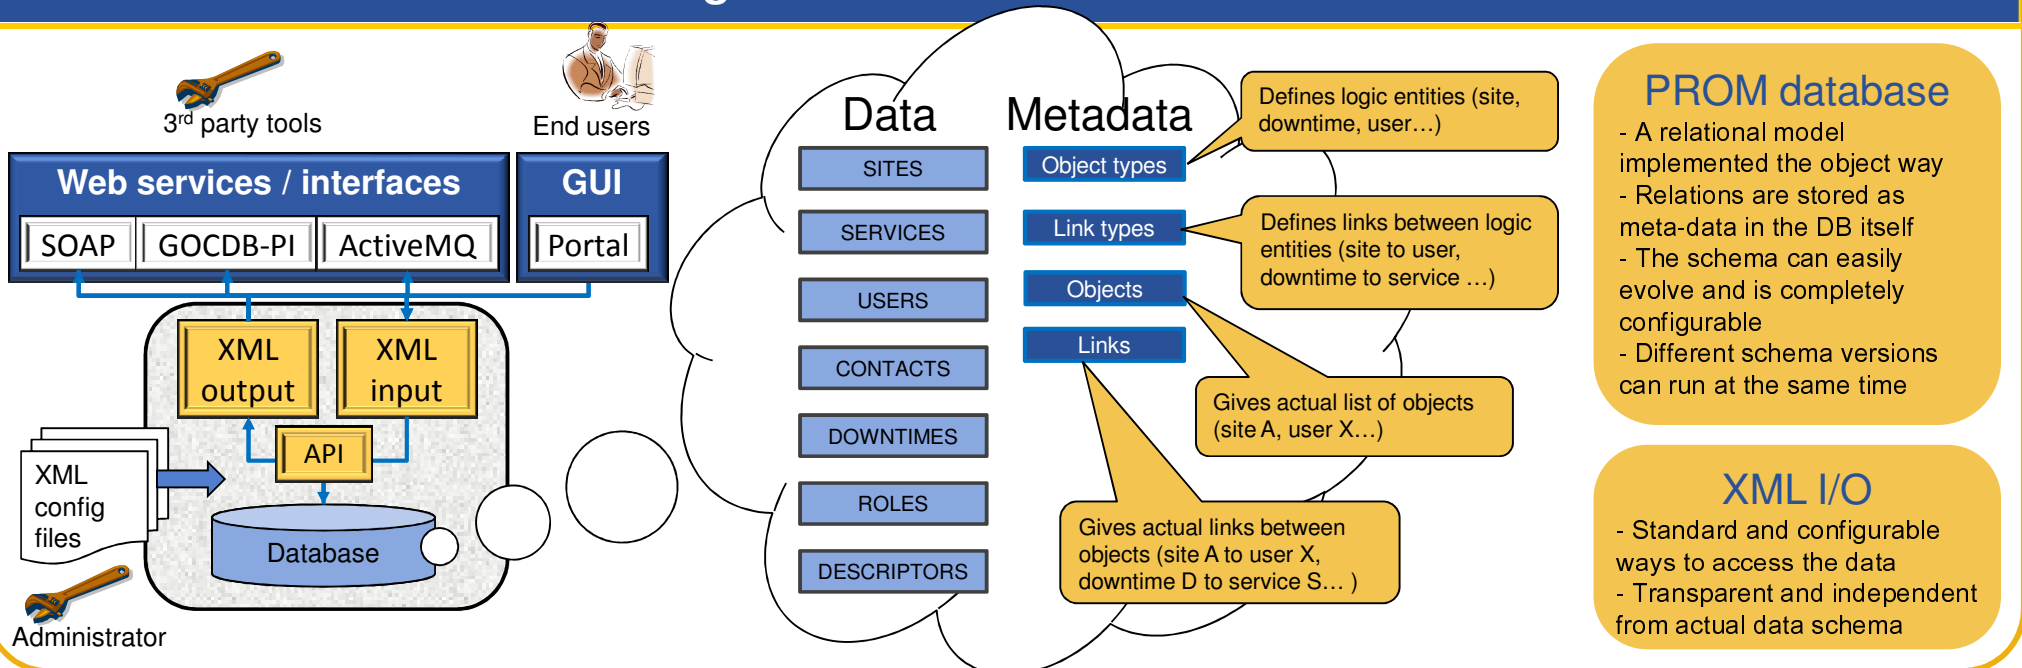 3rd party tools
End users
Web services / interfaces
GUI
SOAP
GOCDB-PI
ActiveMQ
Portal
XML
output
XML
input
API
XML
config
files
Database
Administrator
Data
SITES
SERVICES
USERS
CONTACTS
DOWNTIMES
ROLES
DESCRIPTORS
Metadata
Object types
Link types
Objects
Links
Defines logic entities (site,
downtime, user…)
Defines links between logic
entities (site to user,
downtime to service …)
Gives actual list of objects
(site A, user X…)
Gives actual links between
objects (site A to user X,
downtime D to service S… )
PROM database
- A relational model
implemented the object way
- Relations are stored as
meta-data in the DB itself
- The schema can easily
evolve and is completely
configurable
- Different schema versions
can run at the same time
XML I/O
- Standard and configurable
ways to access the data
- Transparent and independent
from actual data schema